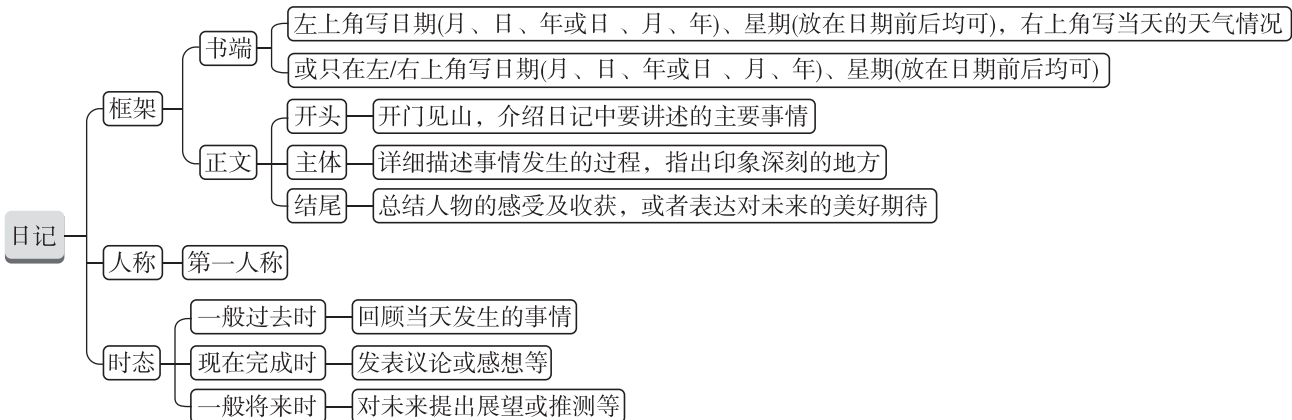 左上角写日期(月、日、年或日、月、年)、星期(放在日期前后均可)，右上角写当天的天气情况
书端
或只在左/右上角写日期(月、日、年或日、月、年)、星期(放在日期前后均可)
框架
开头
开门见山，介绍日记中要讲述的主要事情
正文
主体
详细描述事情发生的过程，指出印象深刻的地方
结尾
总结人物的感受及收获，或者表达对未来的美好期待
日记
人称
第一人称
一般过去时
回顾当天发生的事情
时态
现在完成时
发表议论或感想等
一般将来时
对未来提出展望或推测等